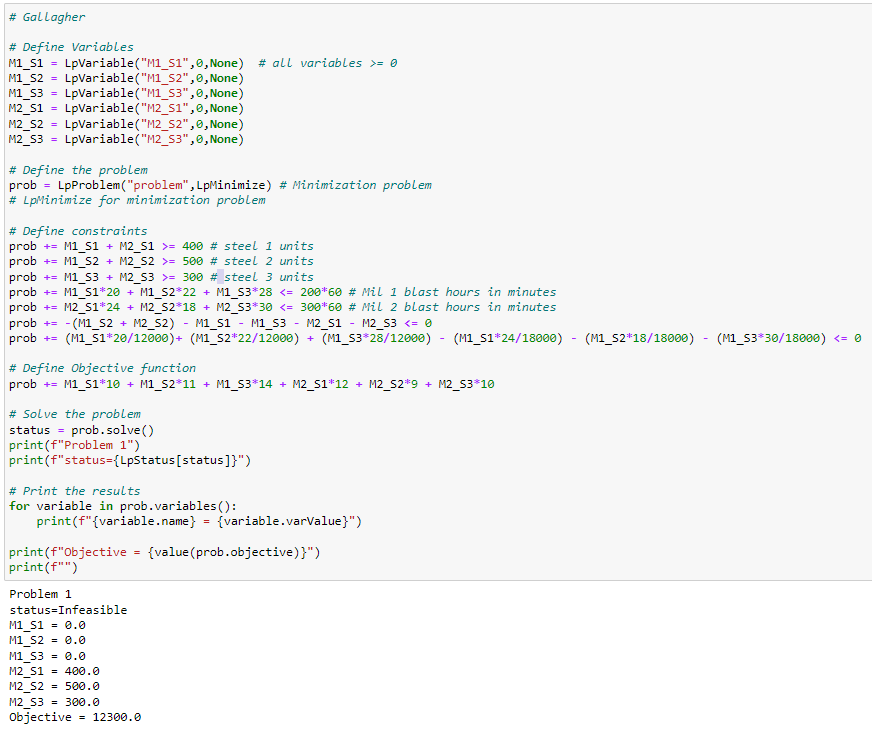 # Gallagher
# Define Variables
M1_S1 = LpVariable("M1_S1",0,None)  # all variables >= 0
M1_S2 = LpVariable("M1_S2",0,None)
M1_S3 = LpVariable("M1_S3",0,None)
M2_S1 = LpVariable("M2_S1",0,None)
M2_S2 = LpVariable("M2_S2",0,None)
M2_S3 = LpVariable("M2_S3",0,None)
# Define the problem
prob = LpProblem("problem",LpMinimize) # Minimization problem
# LpMinimize for minimization problem
# Define constraints
prob += M1_S1 + M2_S1 >= 400 # steel 1 units
prob += M1_S2 + M2_S2 >= 500 # steel 2 units
prob += M1_S3 + M2_S3 >= 300 # steel 3 units
prob += M1_S1*20 + M1_S2*22 + M1_S3*28 <= 200*60 # Mil 1 blast hours in minutes
prob += M2_S1*24 + M2_S2*18 + M2_S3*30 <= 300*60 # Mil 2 blast hours in minutes
prob += -(M1_S2 + M2_S2) - M1_S1 - M1_S3 - M2_S1 - M2_S3 <= 0
prob += (M1_S1*20/12000)+ (M1_S2*22/12000) + (M1_S3*28/12000) - (M1_S1*24/18000) - (M1_S2*18/18000) - (M1_S3*30/18000) <= 0
# Define Objective function
prob += M1_S1*10 + M1_S2*11 + M1_S3*14 + M2_S1*12 + M2_S2*9 + M2_S3*10
# Solve the problem
status = prob.solve()
print(f"Problem 1")
print(f"status={LpStatus[status]}")
# Print the results
for variable in prob.variables():
    print(f"{variable.name} = {variable.varValue}")
print(f"Objective = {value(prob.objective)}")
print(f"")
Problem 1
status=Infeasible
M1_S1 = 0.0
M1_S2 = 0.0
M1_S3 = 0.0
M2_S1 = 400.0
M2_S2 = 500.0
M2_S3 = 300.0
Objective = 12300.0